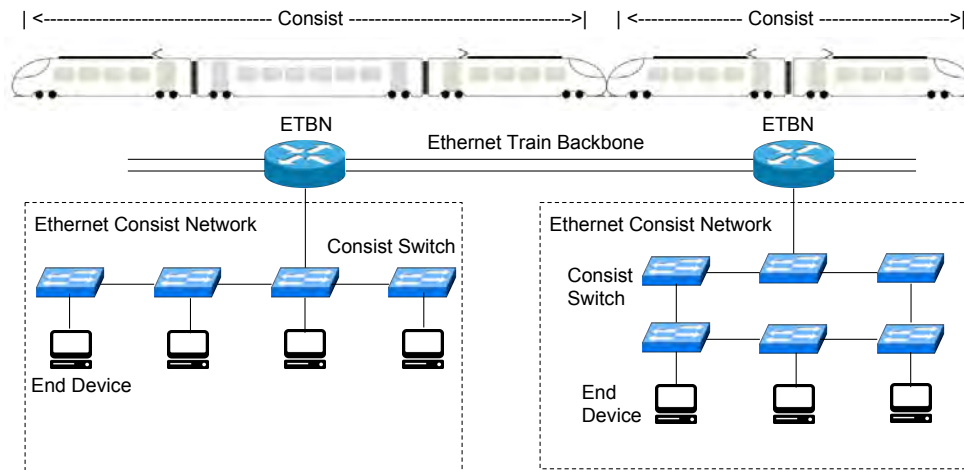 | <---------------- Consist ----------------> |
| <----------- Consist ----------->|
ETBN
ETBN
Ethernet Train Backbone
Ethernet Consist Network
Consist Switch
End Device
Ethernet Consist Network
Consist
Switch
End
Device